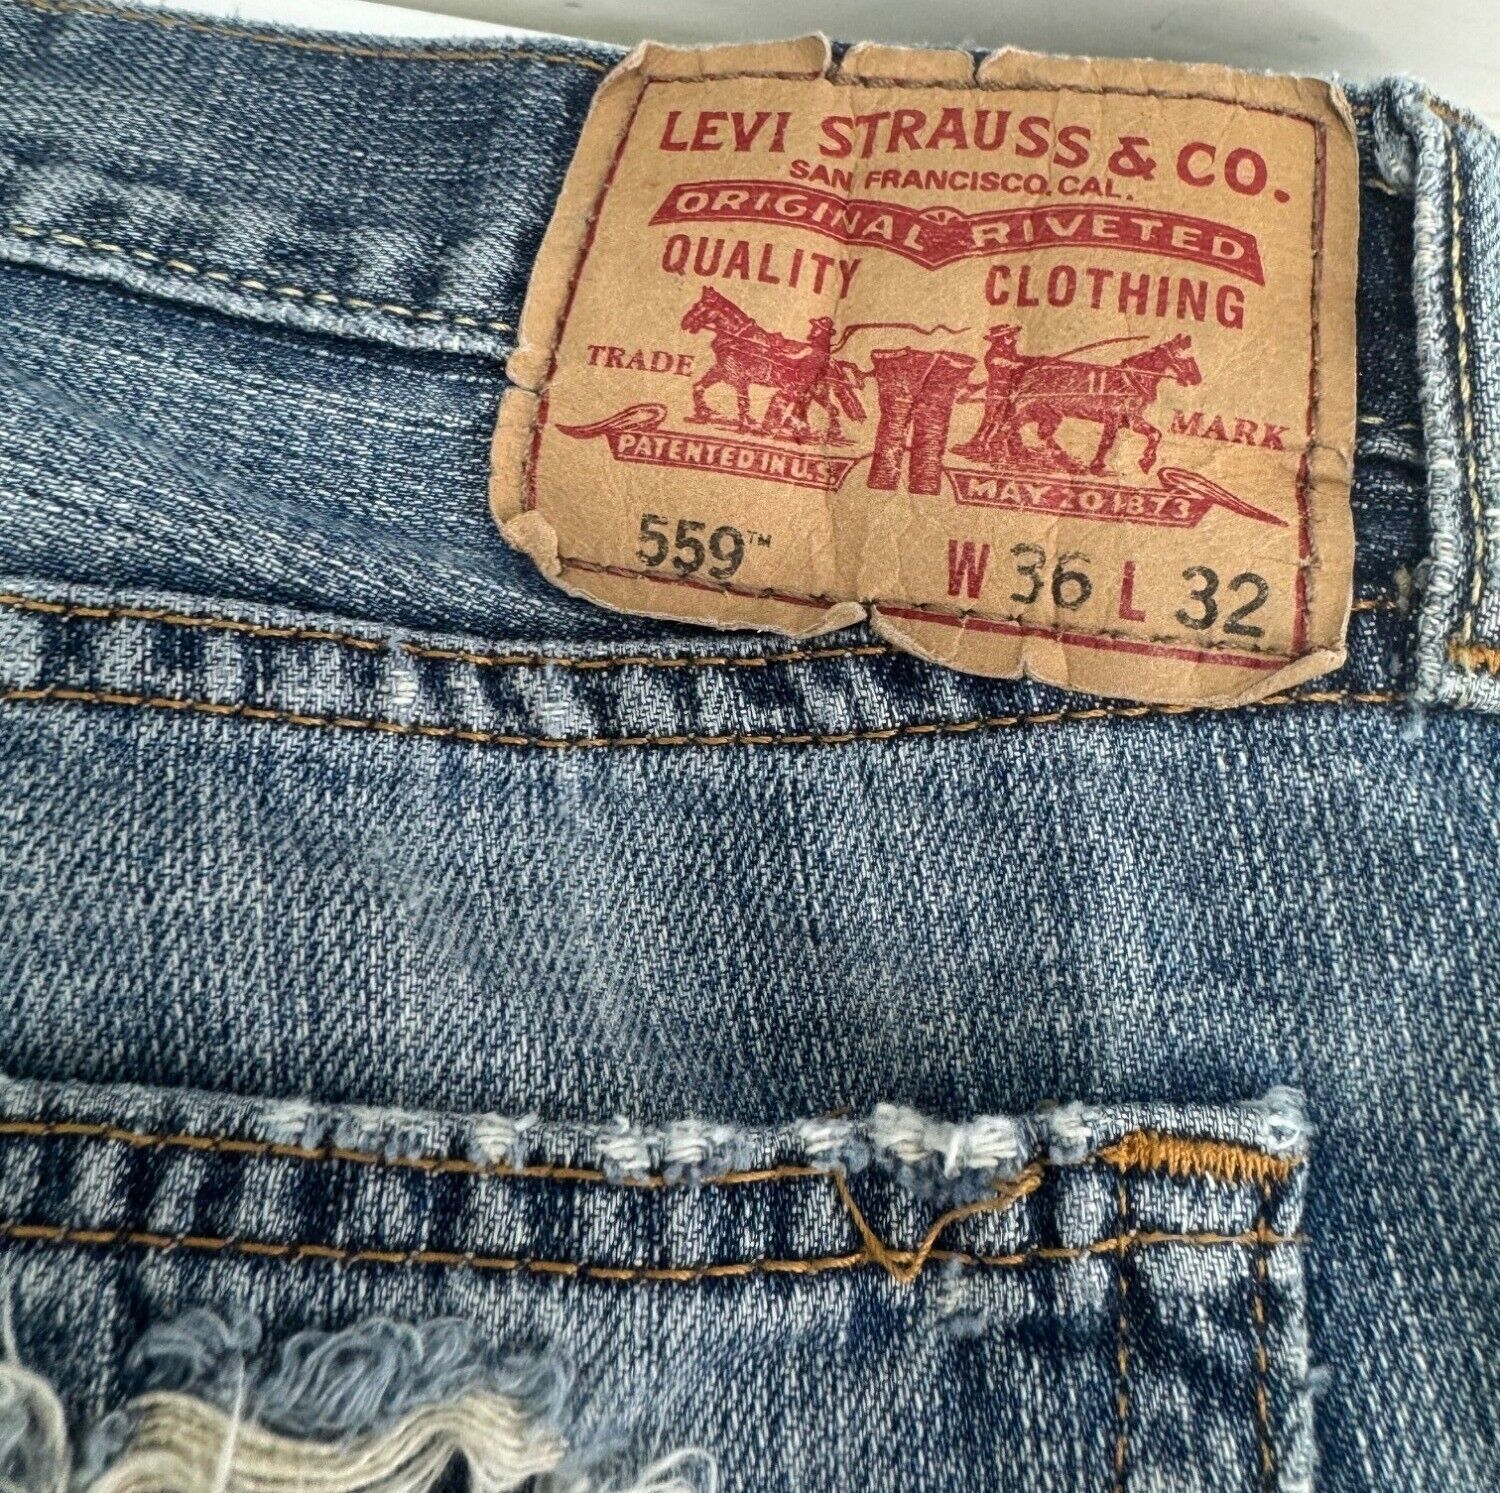 LEVI STRAUSS & CO.
SAN FRANCISCO, CAL.
ORIGINAL RIVETED
QUALITY CLOTHING
TRADE MARK
PATENTED IN U.S. MAY 20 1873
559™ W 36 L 32